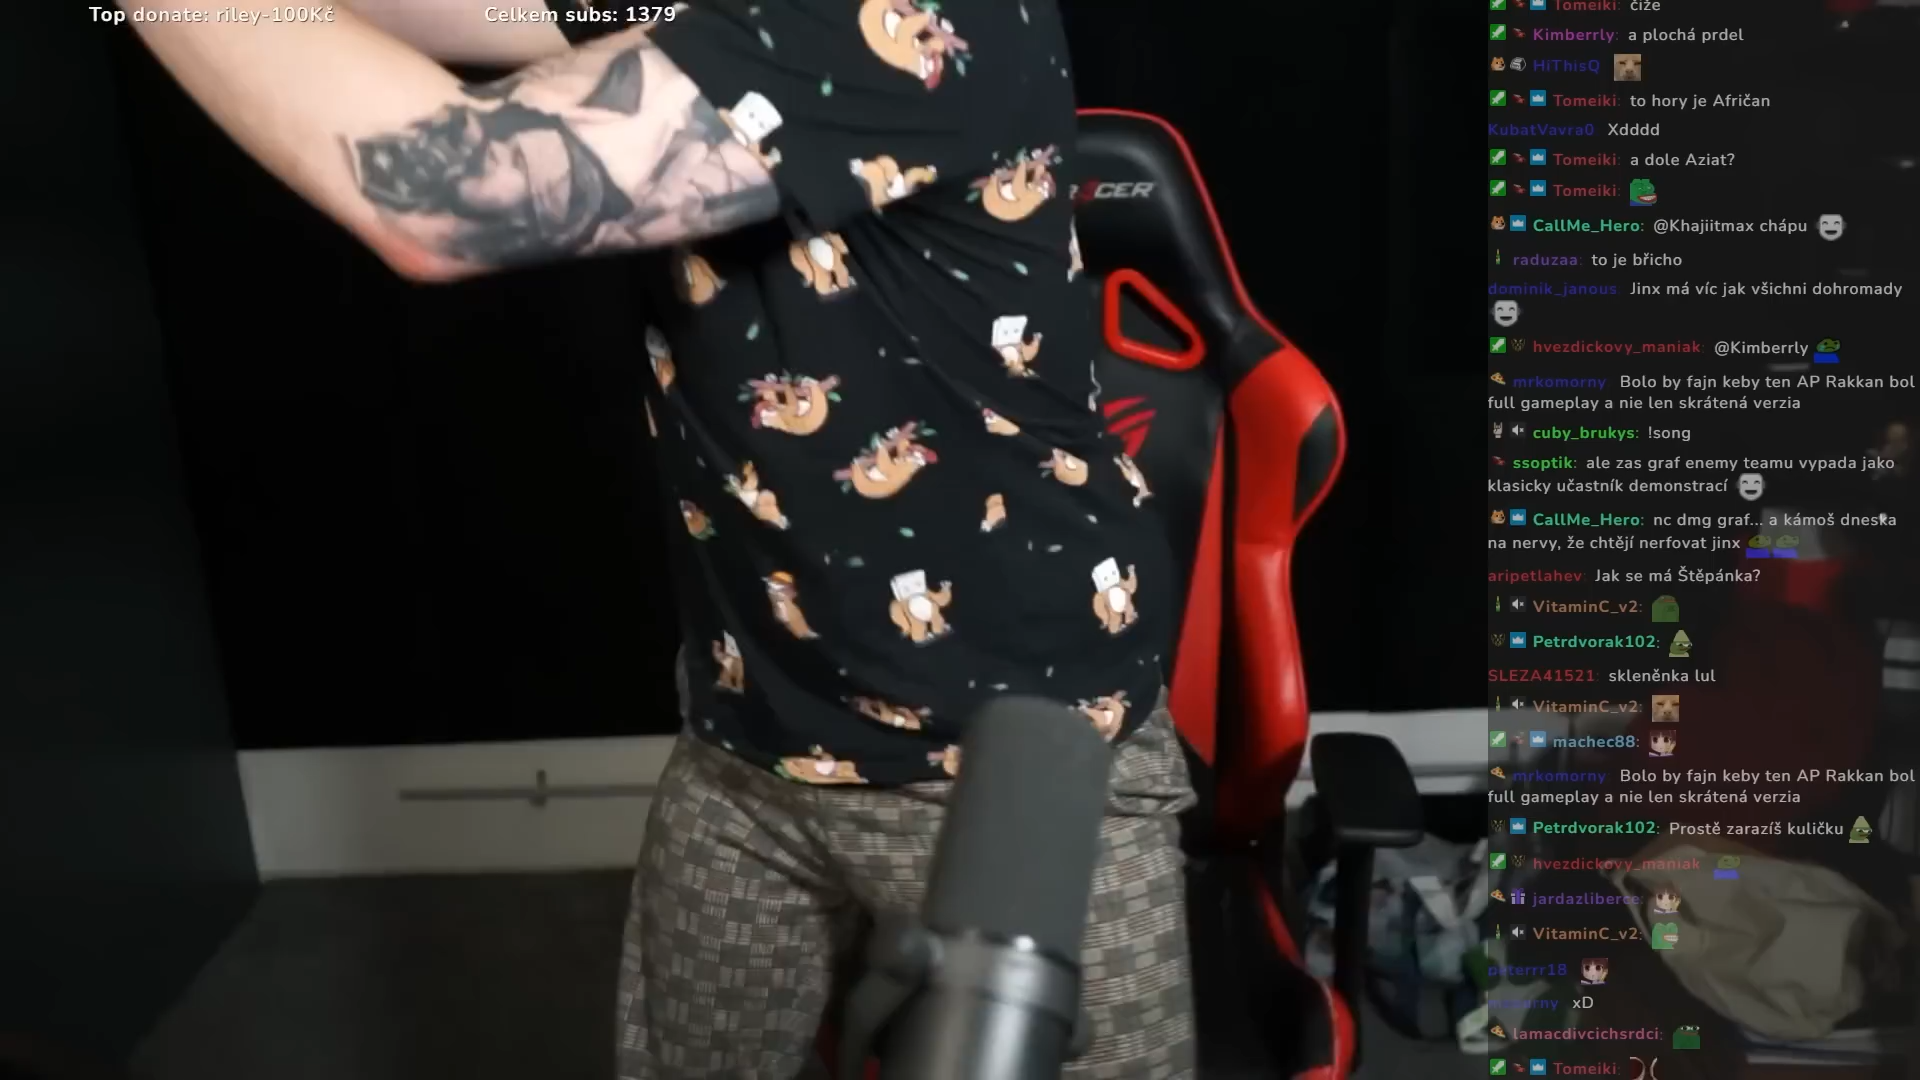 Top donate: riley-100Kč
Celkem subs: 1379
Tomeiki: čiže
Kimberrly: a plochá prdel
HiThisQ
Tomeiki: to hory je Afričan
KubatVavra0 Xdddd
Tomeiki: a dole Aziat?
Tomeiki:
CallMe_Hero: @Khajiitmax chápu
raduzaa: to je břicho
dominik_janous: Jinx má víc jak všichni dohromady
hvezdickovy_maniak: @Kimberrly
mrkomorny: Bolo by fajn keby ten AP Rakkan bol
full gameplay a nie len skrátená verzia
cuby_brukys: !song
ssoptik: ale zas graf enemy teamu vypada jako
klasicky učastník demonstrací
CallMe_Hero: nc dmg graf... a kámoš dneska
na nervy, že chtějí nerfovat jinx
aripetlahev: Jak se má Štěpánka?
VitaminC_v2:
Petrdvorak102:
SLEZA41521: skleněnka lul
VitaminC_v2:
machec88:
mrkomorny: Bolo by fajn keby ten AP Rakkan bol
full gameplay a nie len skrátená verzia
Petrdvorak102: Prostě zarazíš kuličku
hvezdickovy_maniak
jardazliberce:
VitaminC_v2:
peterrr18
xD
lamacdivcichsrdci:
Tomeiki: